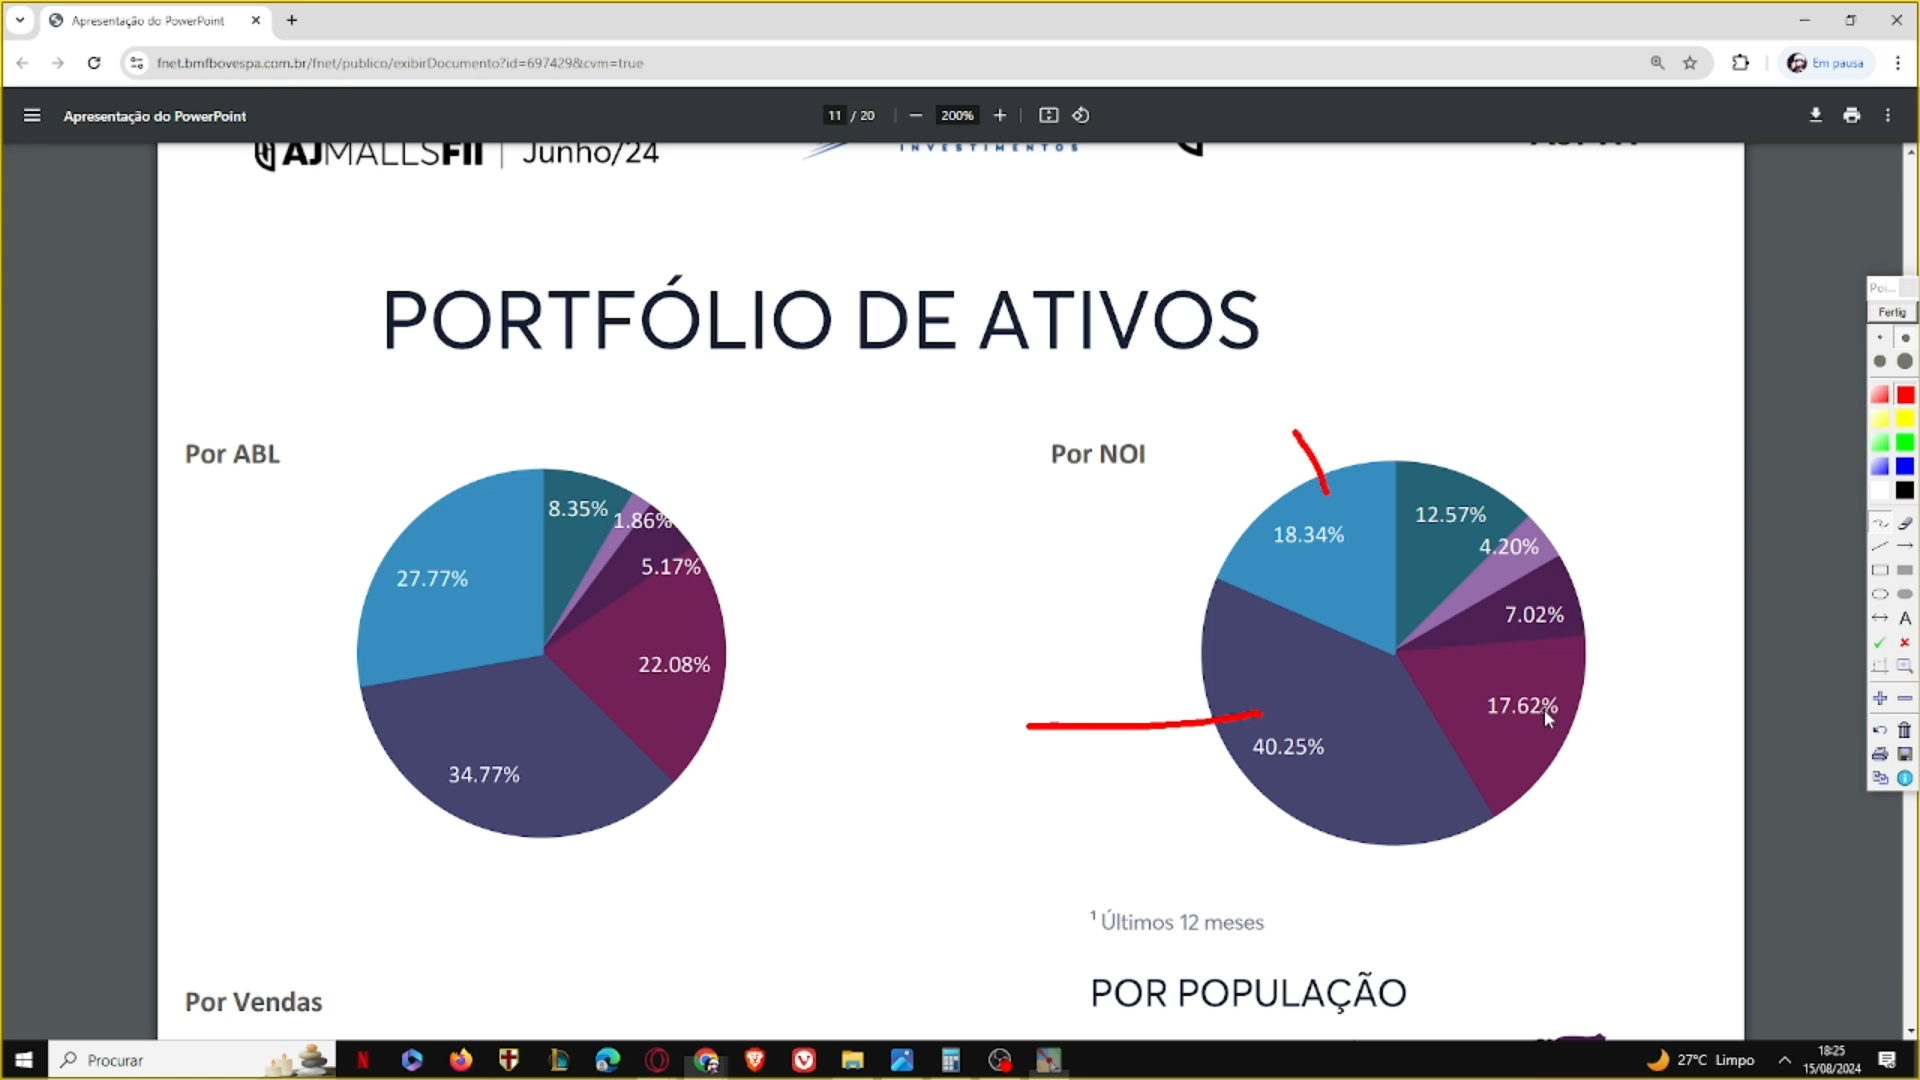 Apresentação do PowerPoint
fnet.bmfbovespa.com.br/fnet/publico/exibirDocumento?id=697429&cvm=true
Em pausa
Apresentação do PowerPoint
11 / 20
200%
AJMALLSFII | Junho/24
INVESTIMENTOS
PORTFÓLIO DE ATIVOS
Por ABL
8.35%
1.86%
5.17%
27.77%
22.08%
34.77%
Por NOI
12.57%
18.34%
4.20%
7.02%
17.62%
40.25%
¹ Últimos 12 meses
POR POPULAÇÃO
Por Vendas
Poi...
Fertig
A
Procurar
27°C Limpo
18:25
15/08/2024